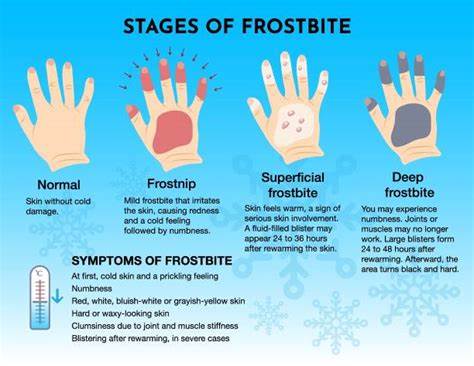 STAGES OF FROSTBITE
Normal
Skin without cold
damage.
Frostnip
Mild frostbite that irritates
the skin, causing redness
and a cold feeling
followed by numbness.
Superficial
frostbite
Skin feels warm, a sign of
serious skin involvement.
A fluid-filled blister may
appear 24 to 36 hours
after rewarming the skin.
Deep
frostbite
You may experience
numbness. Joints or
muscles may no longer
work. Large blisters form
24 to 48 hours after
rewarming. Afterward, the
area turns black and hard.
°C
SYMPTOMS OF FROSTBITE
At first, cold skin and a prickling feeling
Numbness
Red, white, bluish-white or grayish-yellow skin
Hard or waxy-looking skin
Clumsiness due to joint and muscle stiffness
Blistering after rewarming, in severe cases